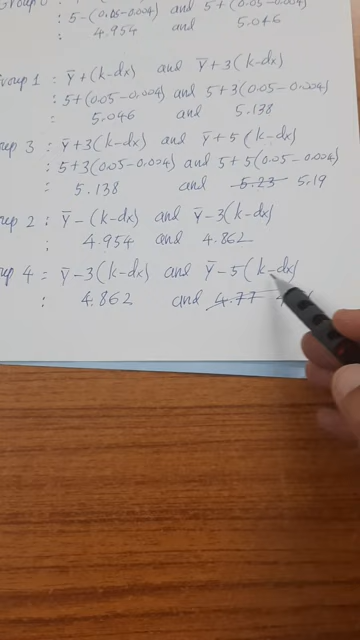 : 5-(0.05-0.004) and 5+(0.05-0.004)
: 4.954 and 5.046
Group 1 : ȳ+(k-dx) and ȳ+3(k-dx)
: 5+(0.05-0.004) and 5+3(0.05-0.004)
: 5.046 and 5.138
oup 3 : ȳ+3(k-dx) and ȳ+5(k-dx)
: 5+3(0.05-0.004) and 5+5(0.05-0.004)
: 5.138 and 5.23 5.19
oup 2 : ȳ-(k-dx) and ȳ-3(k-dx)
: 4.954 and 4.862
oup 4 : ȳ-3(k-dx) and ȳ-5(k-dx)
: 4.862 and 4.77